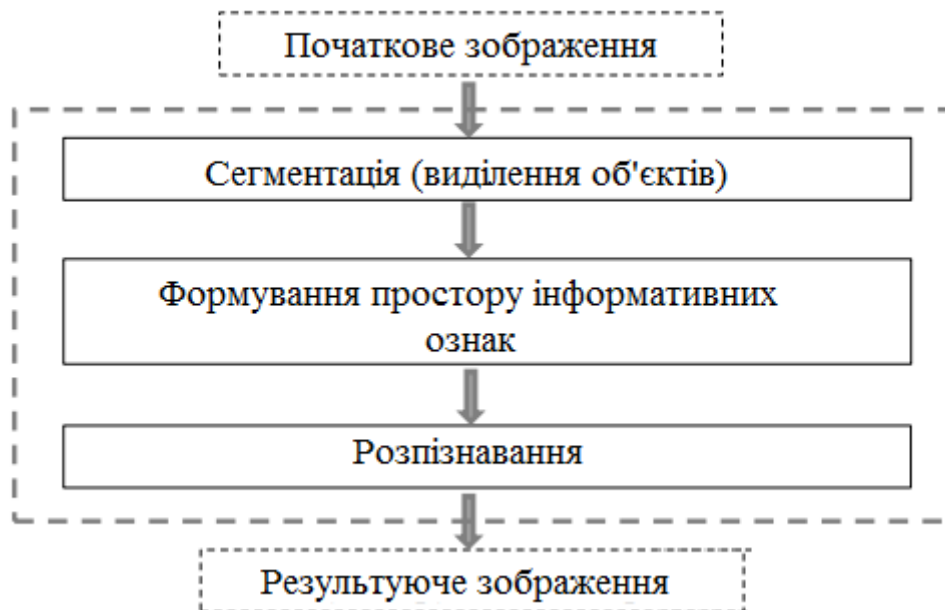 Початкове зображення
Сегментація (виділення об'єктів)
Формування простору інформативних
ознак
Розпізнавання
Результуюче зображення